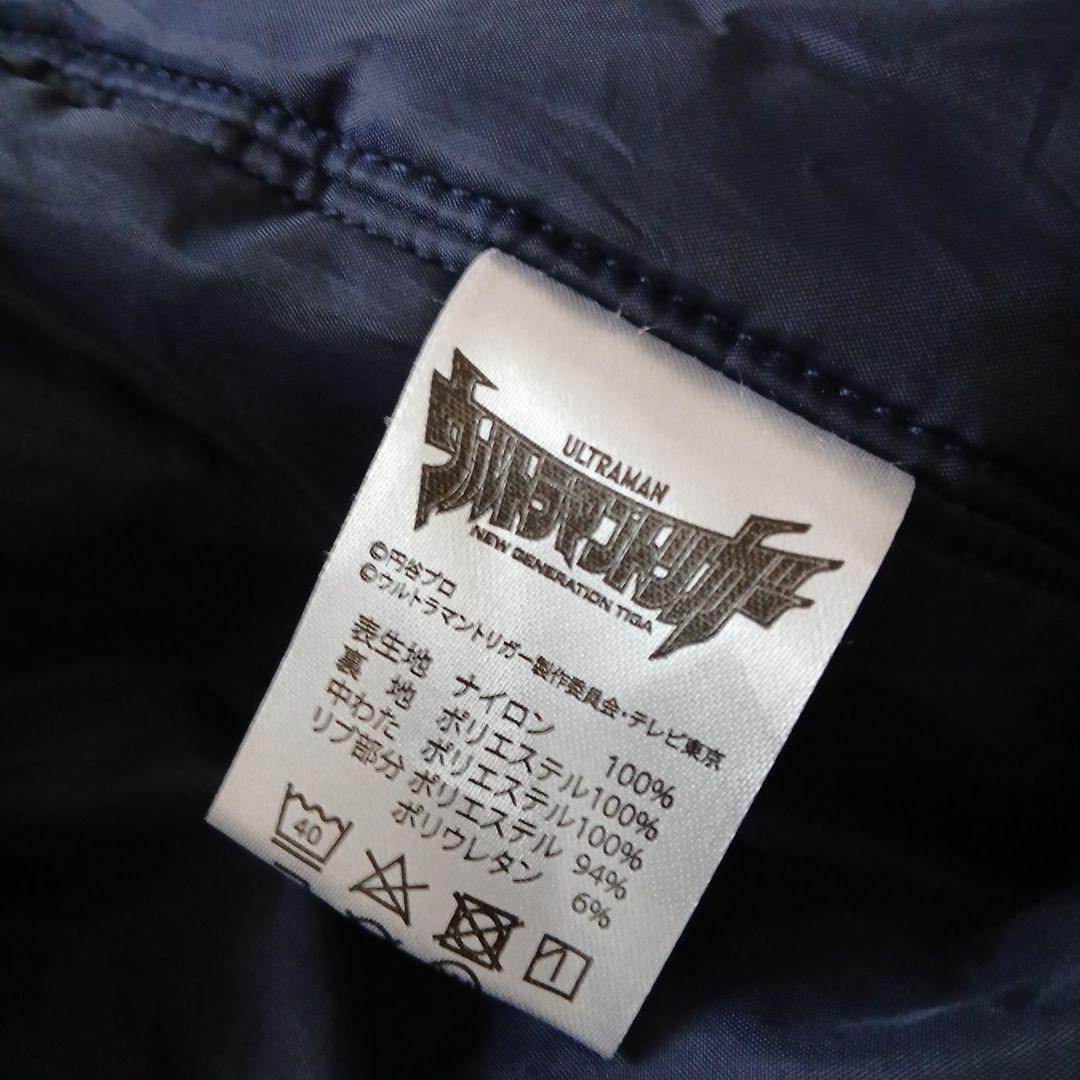 ULTRAMAN
ウルトラマントリガー
NEW GENERATION TIGA
©円谷プロ
©ウルトラマントリガー製作委員会・テレビ東京
表生地 ナイロン 100%
裏地 ポリエステル100%
中わた ポリエステル100%
リブ部分 ポリエステル 94%
ポリウレタン 6%
40